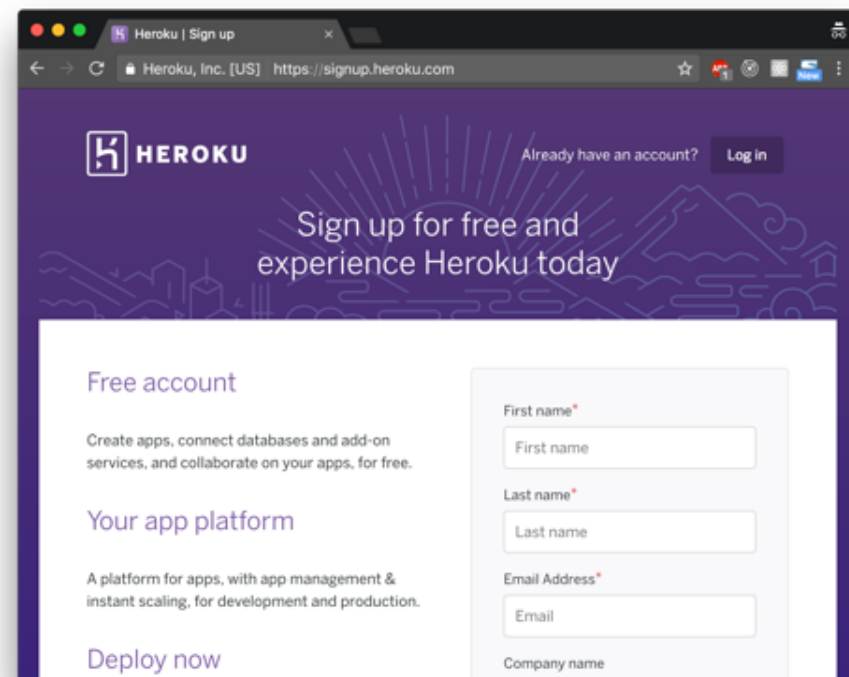 Heroku | Sign up
Heroku, Inc. [US] https://signup.heroku.com
1
New
HEROKU
Already have an account? Log in
Sign up for free and
experience Heroku today
Free account
Create apps, connect databases and add-on
services, and collaborate on your apps, for free.
Your app platform
A platform for apps, with app management &
instant scaling, for development and production.
Deploy now
First name*
First name
Last name*
Last name
Email Address*
Email
Company name